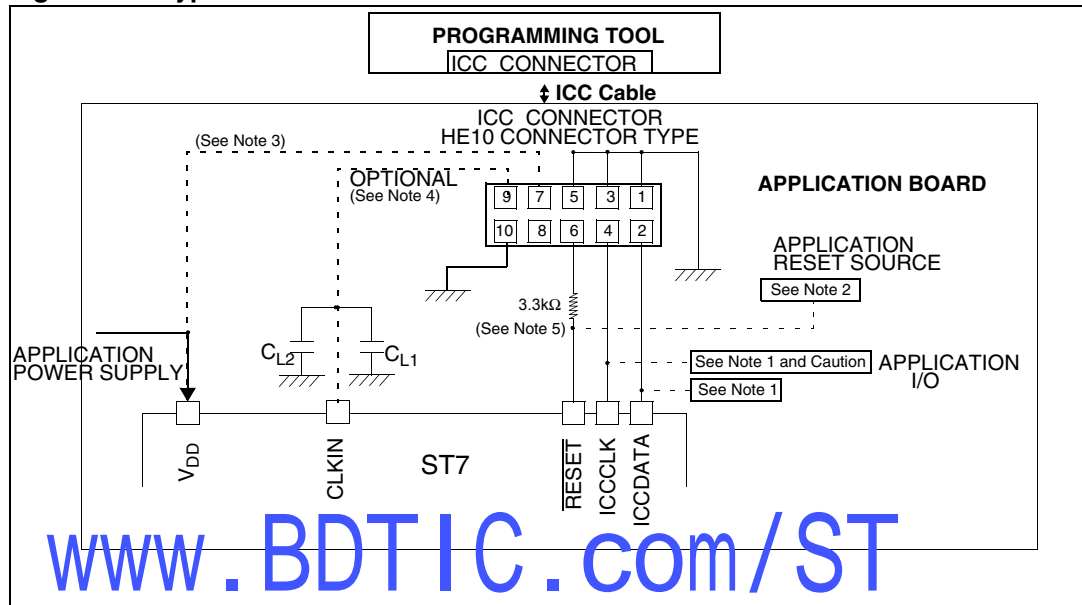 PROGRAMMING TOOL
ICC CONNECTOR
ICC Cable
ICC CONNECTOR
HE10 CONNECTOR TYPE
(See Note 3)
OPTIONAL
(See Note 4)
9 7 5 3 1
10 8 6 4 2
APPLICATION BOARD
APPLICATION
RESET SOURCE
See Note 2
3.3kΩ
(See Note 5)
APPLICATION
POWER SUPPLY
CL2
CL1
See Note 1 and Caution
See Note 1
APPLICATION
I/O
VDD
CLKIN
ST7
RESET
ICCCLK
ICCDATA
www.BDTIC.com/ST